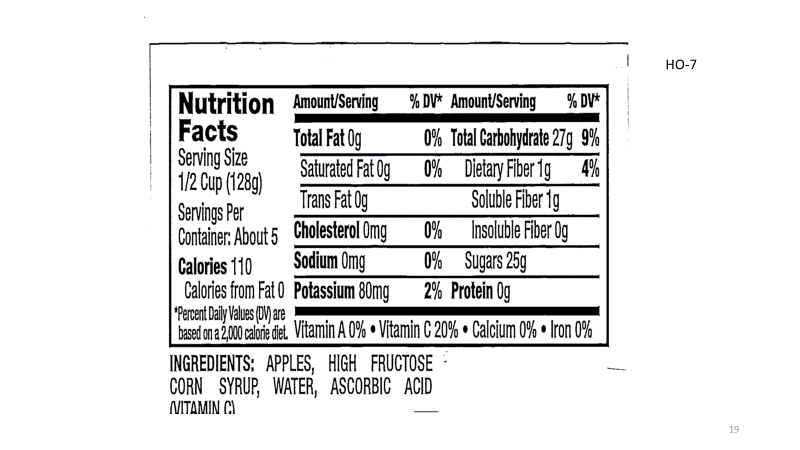 HO-7
Nutrition
Facts
Serving Size
1/2 Cup (128g)
Servings Per
Container: About 5
Calories 110
Calories from Fat 0
*Percent Daily Values (DV) are
based on a 2,000 calorie diet.
Amount/Serving % DV* Amount/Serving % DV*
Total Fat 0g 0% Total Carbohydrate 27g 9%
Saturated Fat 0g 0% Dietary Fiber 1g 4%
Trans Fat 0g Soluble Fiber 1g
Cholesterol 0mg 0% Insoluble Fiber 0g
Sodium 0mg 0% Sugars 25g
Potassium 80mg 2% Protein 0g
Vitamin A 0% • Vitamin C 20% • Calcium 0% • Iron 0%
INGREDIENTS: APPLES, HIGH FRUCTOSE
CORN SYRUP, WATER, ASCORBIC ACID
(VITAMIN C)
19